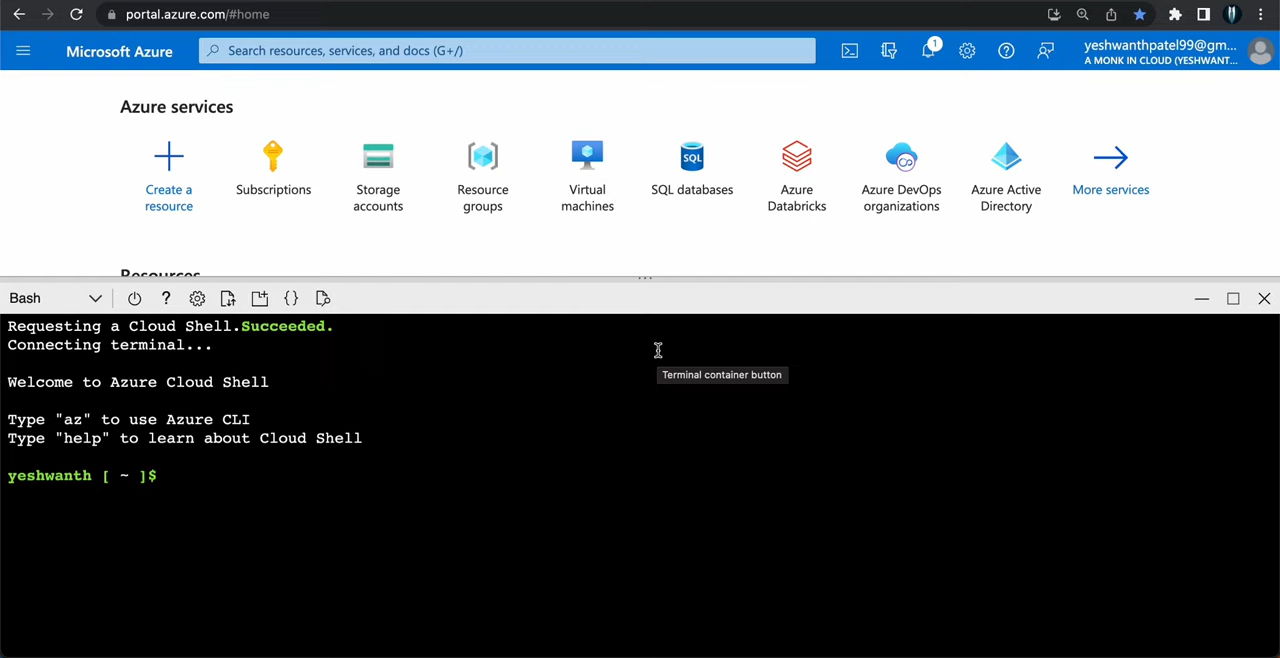 portal.azure.com/#home
Microsoft Azure
Search resources, services, and docs (G+/)
1
yeshwanthpatel99@gm...
A MONK IN CLOUD (YESHWANT...
Azure services
Create a resource
Subscriptions
Storage accounts
Resource groups
Virtual machines
SQL
SQL databases
Azure Databricks
Azure DevOps organizations
Azure Active Directory
More services
Resources
Bash
Requesting a Cloud Shell.Succeeded.
Connecting terminal...
Welcome to Azure Cloud Shell
Type "az" to use Azure CLI
Type "help" to learn about Cloud Shell
yeshwanth [ ~ ]$
Terminal container button